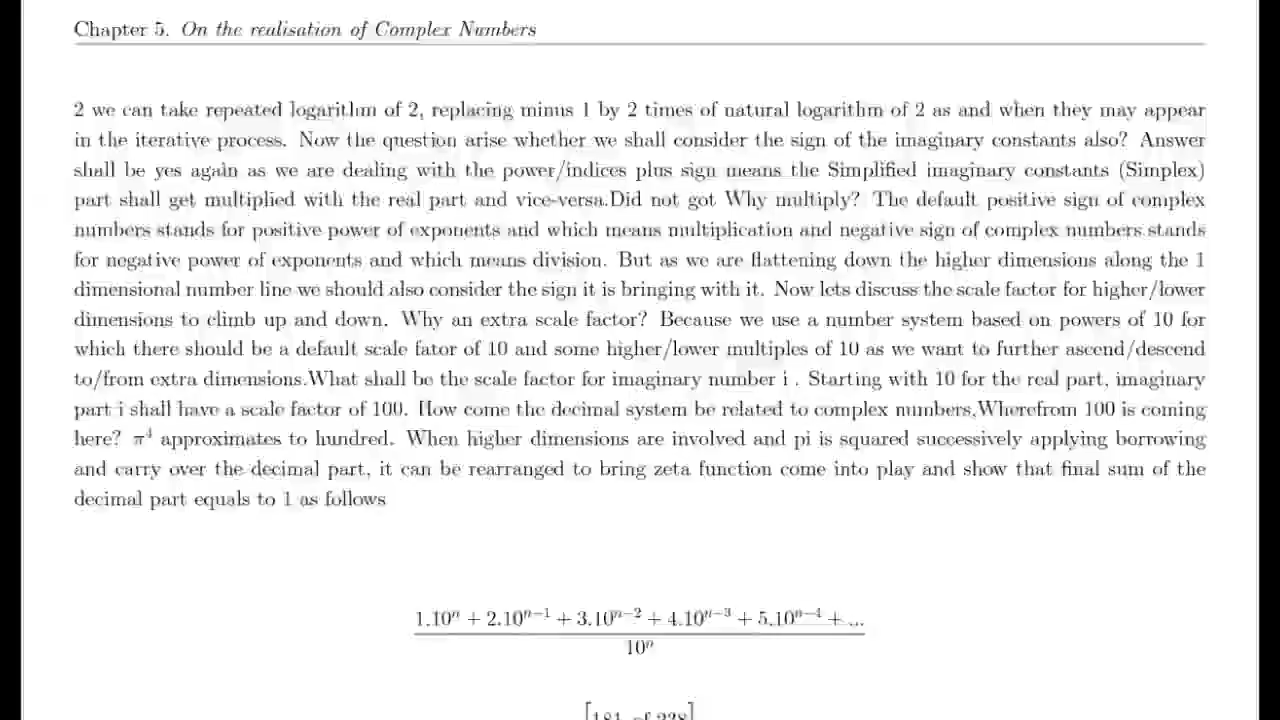 Chapter 5. On the realisation of Complex Numbers
2 we can take repeated logarithm of 2, replacing minus 1 by 2 times of natural logarithm of 2 as and when they may appear
in the iterative process. Now the question arise whether we shall consider the sign of the imaginary constants also? Answer
shall be yes again as we are dealing with the power/indices plus sign means the Simplified imaginary constants (Simplex)
part shall get multiplied with the real part and vice-versa.Did not got Why multiply? The default positive sign of complex
numbers stands for positive power of exponents and which means multiplication and negative sign of complex numbers stands
for negative power of exponents and which means division. But as we are flattening down the higher dimensions along the 1
dimensional number line we should also consider the sign it is bringing with it. Now lets discuss the scale factor for higher/lower
dimensions to climb up and down. Why an extra scale factor? Because we use a number system based on powers of 10 for
which there should be a default scale fator of 10 and some higher/lower multiples of 10 as we want to further ascend/descend
to/from extra dimensions.What shall be the scale factor for imaginary number i . Starting with 10 for the real part, imaginary
part i shall have a scale factor of 100. How come the decimal system be related to complex numbers,Wherefrom 100 is coming
here? π⁴ approximates to hundred. When higher dimensions are involved and pi is squared successively applying borrowing
and carry over the decimal part, it can be rearranged to bring zeta function come into play and show that final sum of the
decimal part equals to 1 as follows
1.10ⁿ + 2.10ⁿ⁻¹ + 3.10ⁿ⁻² + 4.10ⁿ⁻³ + 5.10ⁿ⁻⁴ + ...
10ⁿ
[181 of 228]